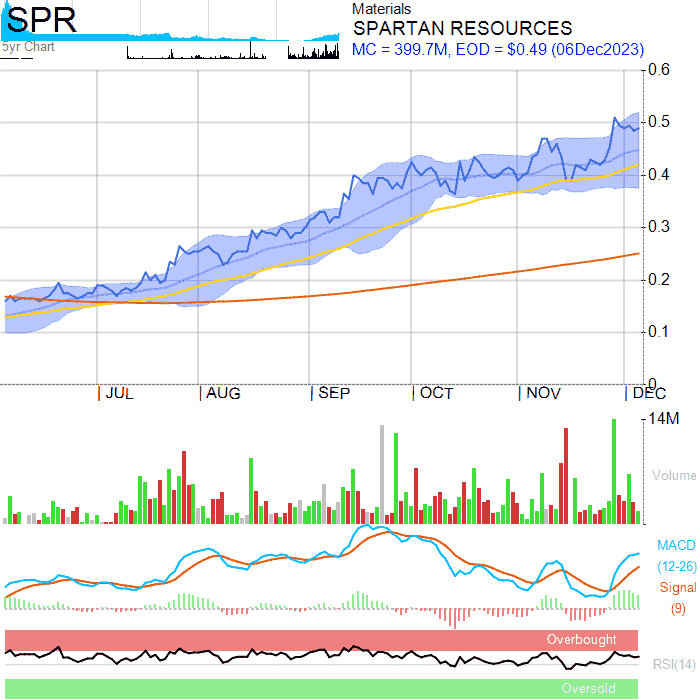 SPR
5yr Chart
Materials
SPARTAN RESOURCES
MC = 399.7M, EOD = $0.49 (06Dec2023)
0.6
0.5
0.4
0.3
0.2
0.1
0
JUL AUG SEP OCT NOV DEC
14M
Volume
MACD
(12-26)
Signal
(9)
Overbought
RSI(14)
Oversold